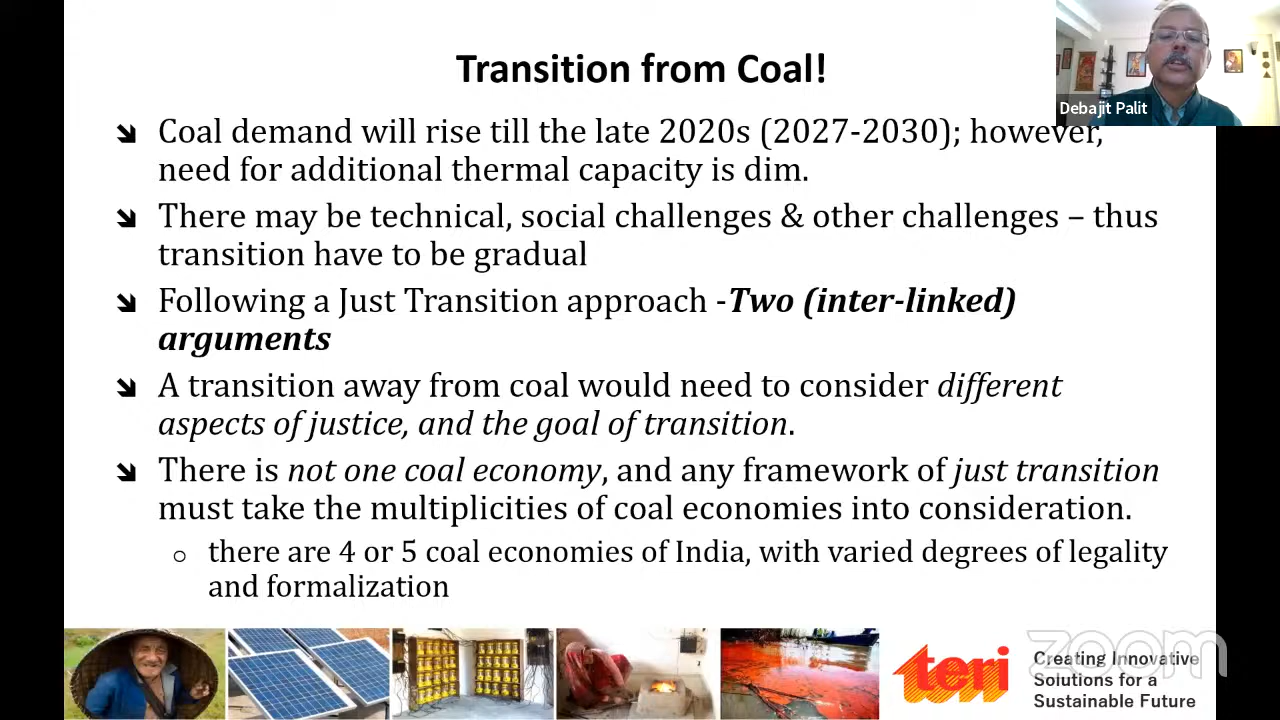 Transition from Coal!
Debajit Palit
Coal demand will rise till the late 2020s (2027-2030); however,
need for additional thermal capacity is dim.
There may be technical, social challenges & other challenges – thus
transition have to be gradual
Following a Just Transition approach -Two (inter-linked)
arguments
A transition away from coal would need to consider different
aspects of justice, and the goal of transition.
There is not one coal economy, and any framework of just transition
must take the multiplicities of coal economies into consideration.
there are 4 or 5 coal economies of India, with varied degrees of legality
and formalization
teri
zoom
Creating Innovative
Solutions for a
Sustainable Future